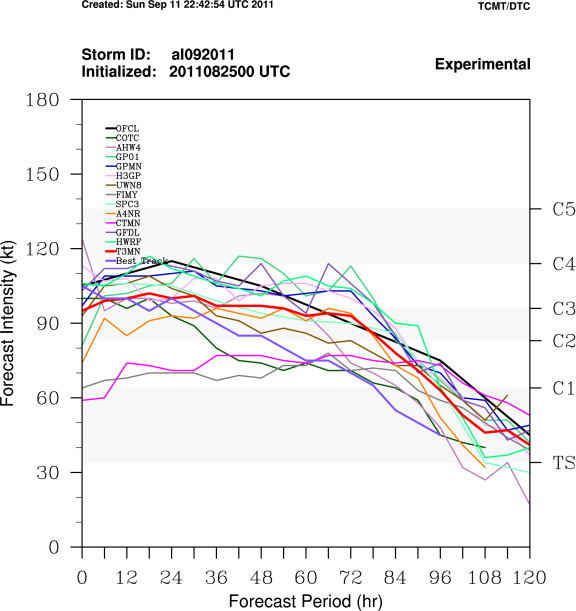 Created: Sun Sep 11 22:42:54 UTC 2011
TCMT/DTC
Storm ID: al092011
Initialized: 2011082500 UTC
Experimental
180
150
120
90
60
30
0
Forecast Intensity (kt)
OFCL
COTC
AHW4
GP01
GPMN
H3GP
UWN8
FIMY
SPC3
A4NR
CTMN
GFDL
HWRF
T3MN
Best Track
C5
C4
C3
C2
C1
TS
0 12 24 36 48 60 72 84 96 108 120
Forecast Period (hr)